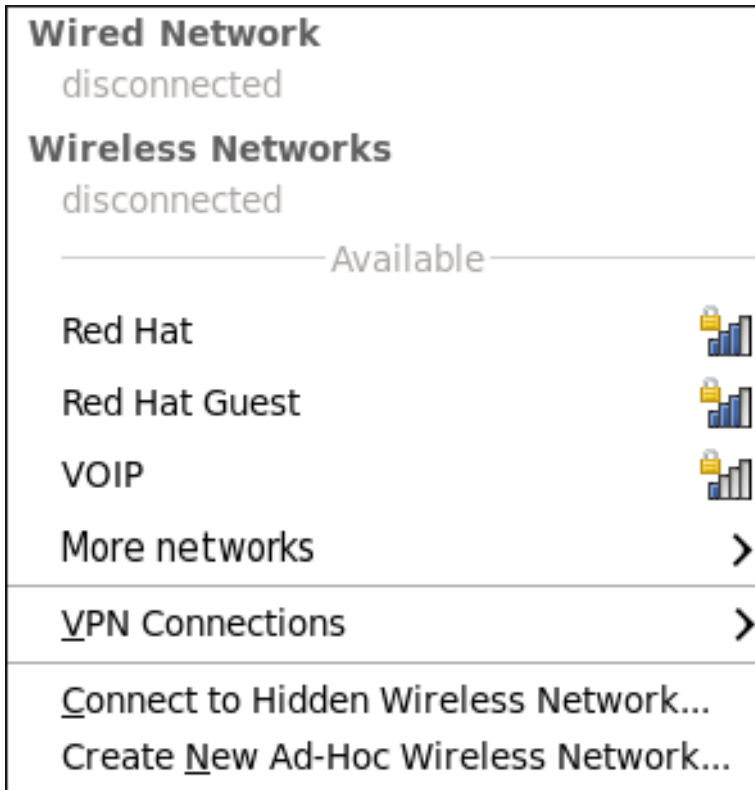 Wired Network
disconnected
Wireless Networks
disconnected
Available
Red Hat
Red Hat Guest
VOIP
More networks
VPN Connections
Connect to Hidden Wireless Network...
Create New Ad-Hoc Wireless Network...